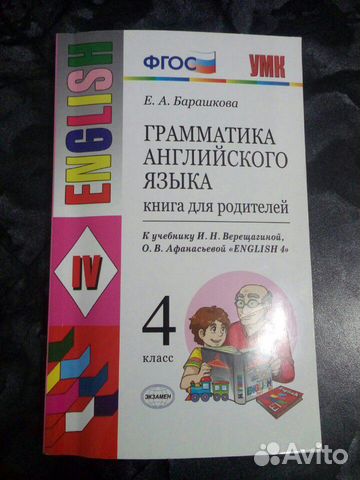 ENGLISH
IV
ФГОС
УМК
Е. А. Барашкова
ГРАММАТИКА
АНГЛИЙСКОГО
ЯЗЫКА
книга для родителей
К учебнику И. Н. Верещагиной,
О. В. Афанасьевой «ENGLISH 4»
4
класс
ENGLISH
ЭКЗАМЕН
Avito